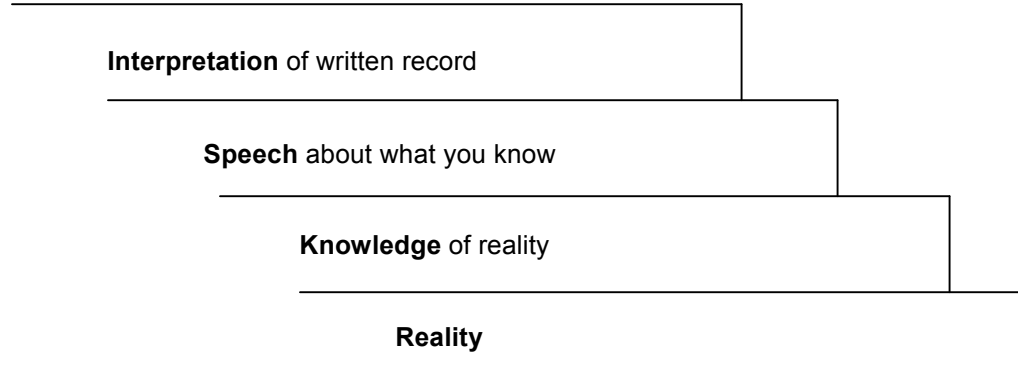 Interpretation of written record
Speech about what you know
Knowledge of reality
Reality